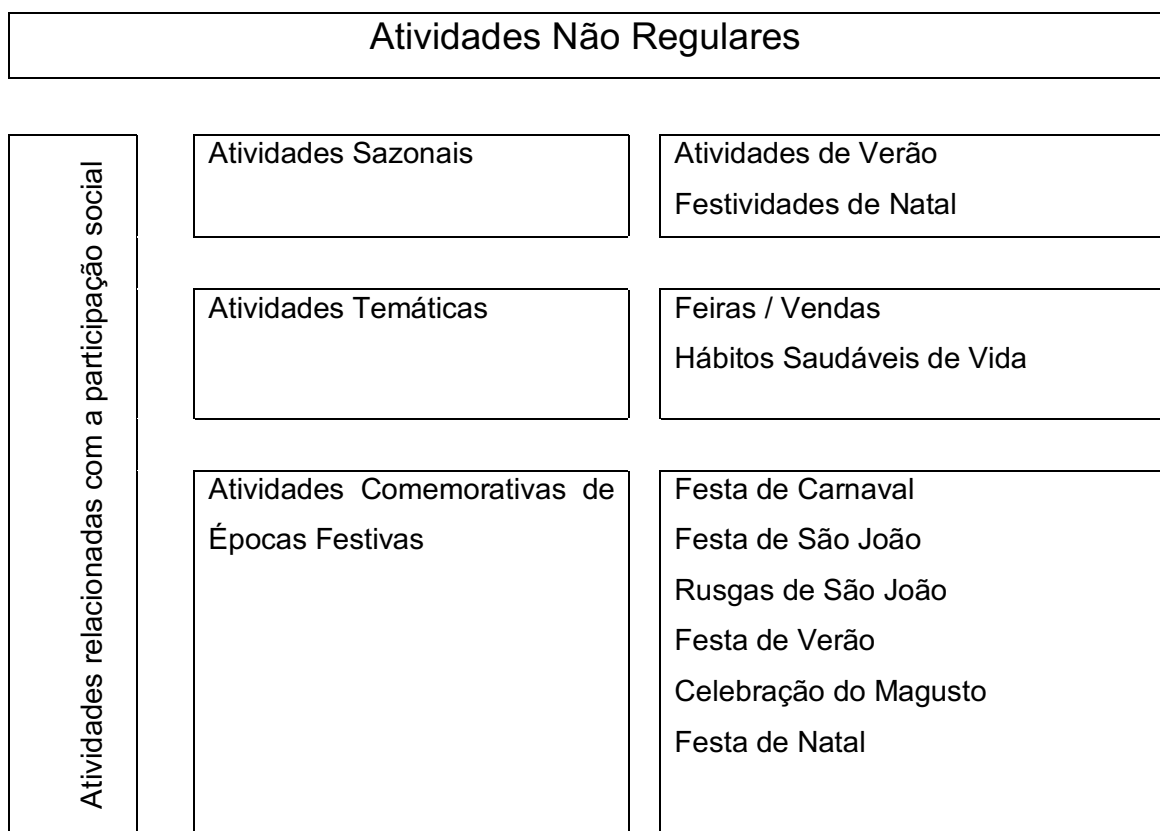 Atividades Não Regulares
Atividades relacionadas com a participação social
Atividades Sazonais
Atividades de Verão
Festividades de Natal
Atividades Temáticas
Feiras / Vendas
Hábitos Saudáveis de Vida
Atividades Comemorativas de
Épocas Festivas
Festa de Carnaval
Festa de São João
Rusgas de São João
Festa de Verão
Celebração do Magusto
Festa de Natal